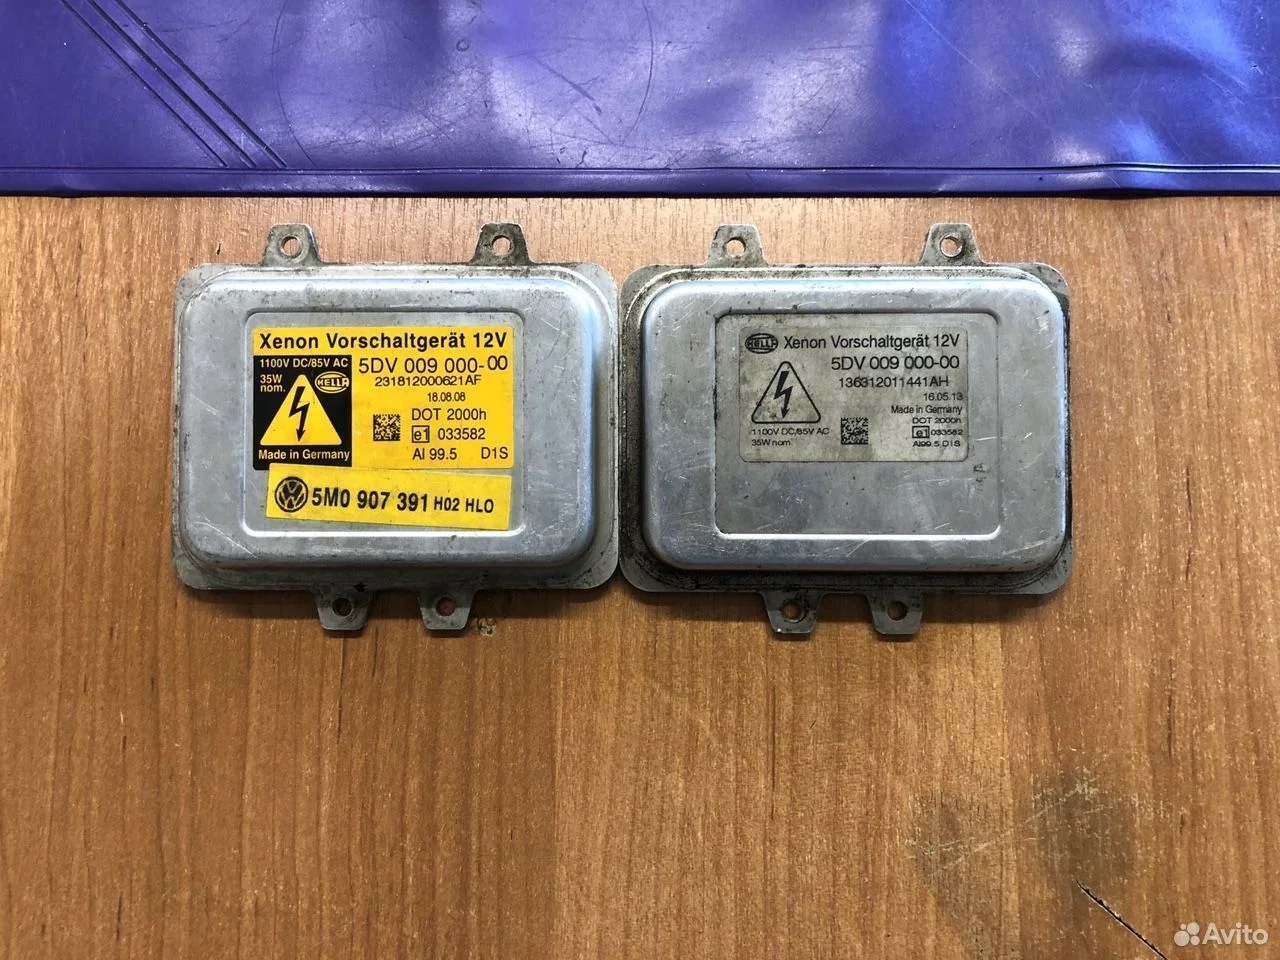 Xenon Vorschaltgerät 12V
1100V DC/85V AC
35W
nom.
HELLA
Made in Germany
5DV 009 000-00
231812000621AF
18.08.08
DOT 2000h
e1 033582
AI 99.5 D1S
5M0 907 391 H02 HLO
HELLA Xenon Vorschaltgerät 12V
5DV 009 000-00
136312011441AH
16.05.13
Made in Germany
DOT 2000h
e1 033582
AI99.5 D1S
1100V DC/85V AC
35W nom.
Avito